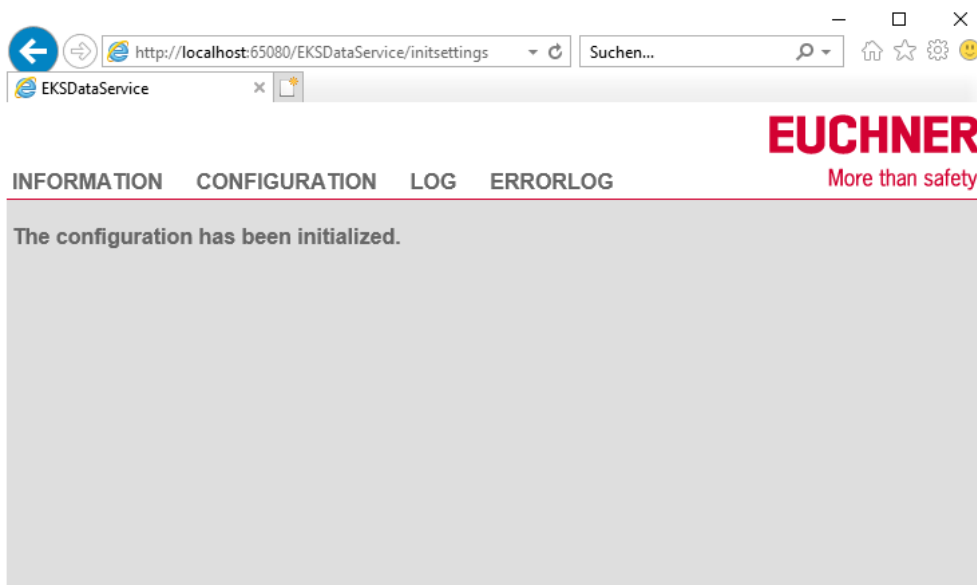 http://localhost:65080/EKSDataService/initsettings Suchen...
EKSDataService
EUCHNER
More than safety
INFORMATION CONFIGURATION LOG ERRORLOG
The configuration has been initialized.